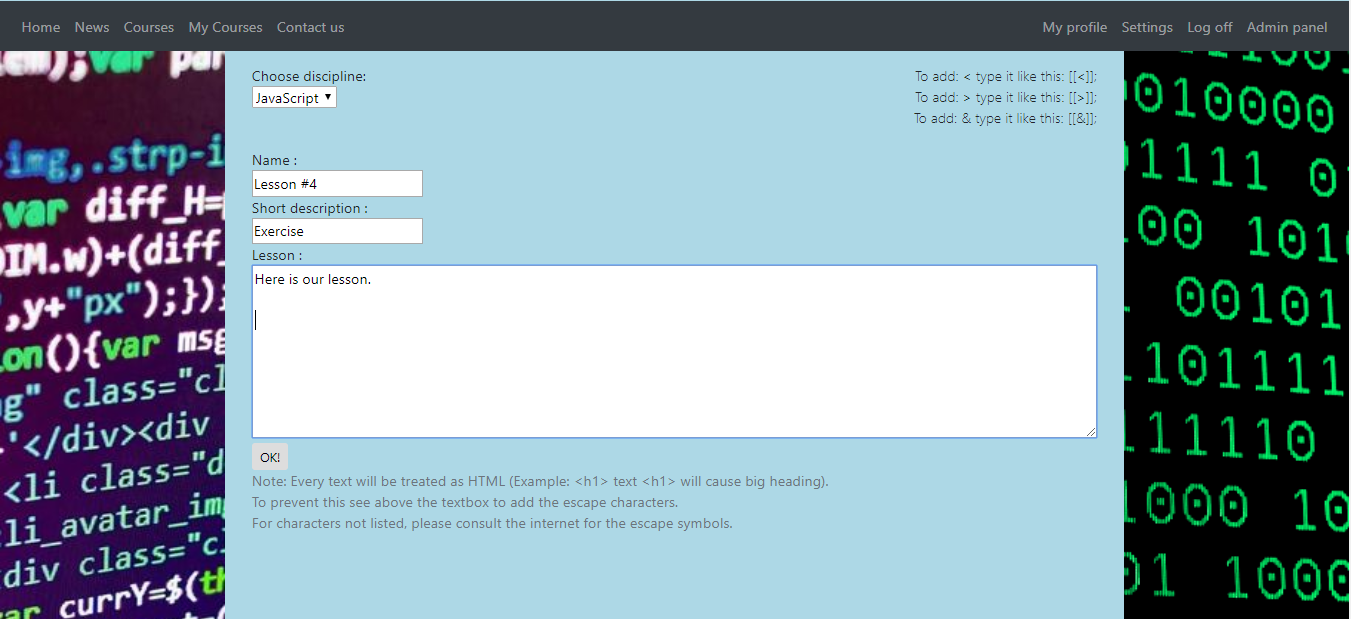 Home News Courses My Courses Contact us My profile Settings Log off Admin panel
Choose discipline:
JavaScript
To add: < type it like this: [[<]];
To add: > type it like this: [[>]];
To add: & type it like this: [[&]];
Name :
Lesson #4
Short description :
Exercise
Lesson :
Here is our lesson.
OK!
Note: Every text will be treated as HTML (Example: <h1> text <h1> will cause big heading).
To prevent this see above the textbox to add the escape characters.
For characters not listed, please consult the internet for the escape symbols.
);var par
-img,.strp-i
var diff_H=
DIM.w)+(diff_
,y+"px");});
ion(){var msg
" class="cl
'</div><div
<li class="d
li_avatar_im
div class="c
var currY=$(th
010000
1111 0
00 101
00101
101111
11110
1000 10
01 1000